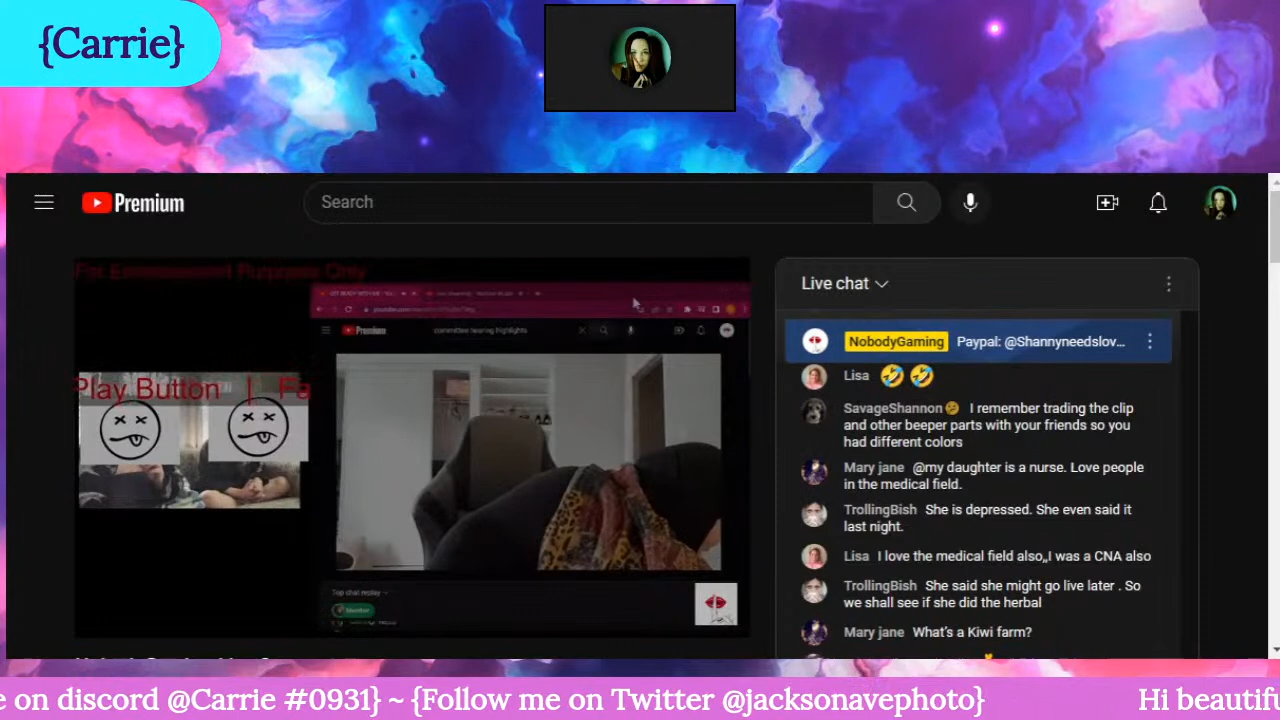 {Carrie}
Premium
Search
For Entertainment Purposes Only
Premium
committee hearing highlights
Play Button | Fa
Top chat replay
Member
Live chat
NobodyGaming Paypal: @Shannyneedslov...
Lisa 🤣🤣
SavageShannon I remember trading the clip
and other beeper parts with your friends so you
had different colors
Mary jane @my daughter is a nurse. Love people
in the medical field.
TrollingBish She is depressed. She even said it
last night.
Lisa I love the medical field also,,I was a CNA also
TrollingBish She said she might go live later . So
we shall see if she did the herbal
Mary jane What's a Kiwi farm?
e on discord @Carrie #0931} ~ {Follow me on Twitter @jacksonavephoto} Hi beautifu